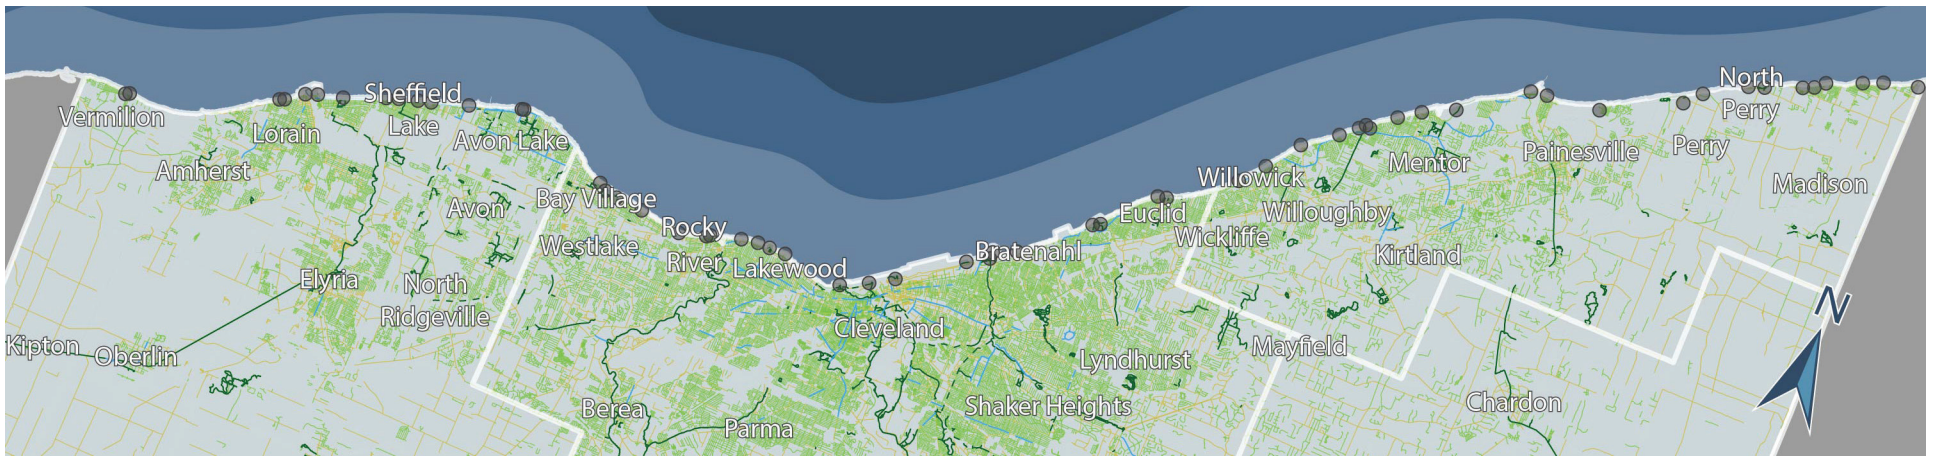 Vermilion
Lorain
Amherst
Sheffield
Lake
Avon Lake
Avon
Elyria
North
Ridgeville
Kipton
Oberlin
Bay Village
Westlake
Rocky
River
Lakewood
Cleveland
Berea
Parma
Bratenahl
Euclid
Lyndhurst
Shaker Heights
Willowick
Wickliffe
Willoughby
Mentor
Kirtland
Mayfield
Painesville
North
Perry
Perry
Madison
Chardon
N